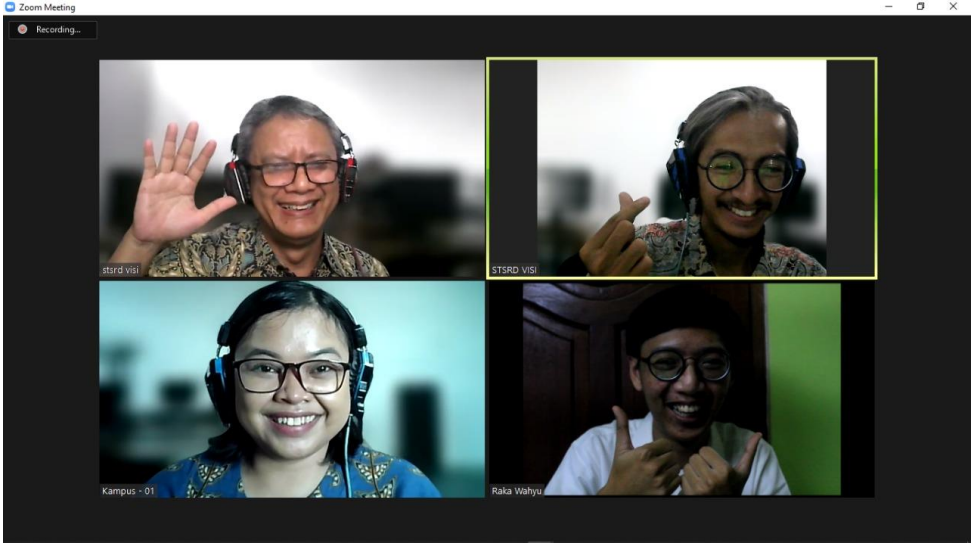 Zoom Meeting
Recording...
stsrd visi
STSRD VISI
Kampus - 01
Raka Wahyu